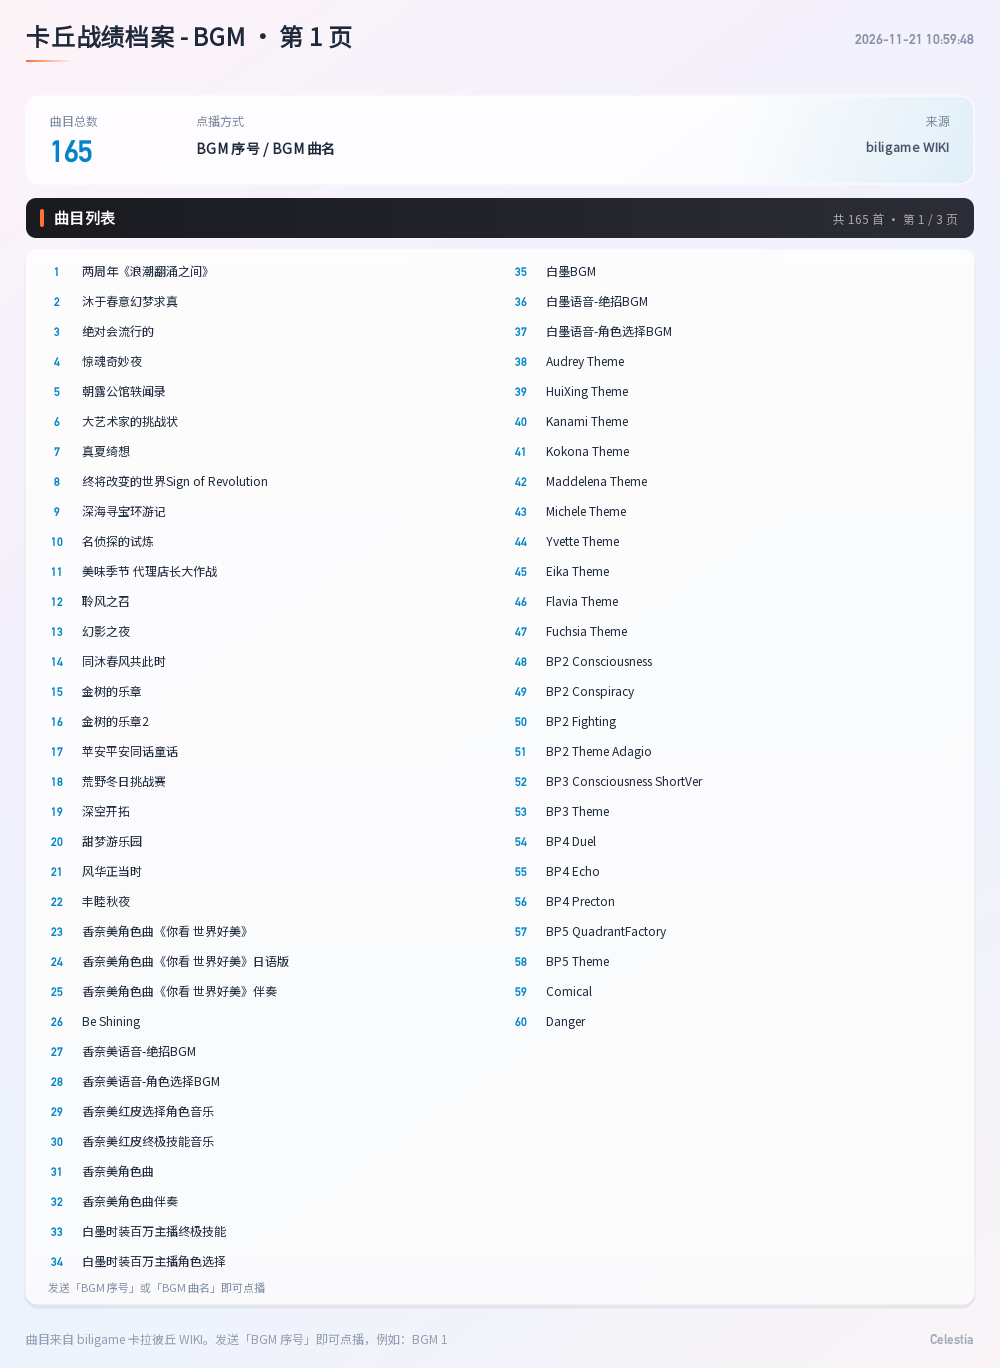 卡丘战绩档案 - BGM • 第 1 页
2026-11-21 10:59:48
曲目总数
165
点播方式
BGM 序号 / BGM 曲名
来源
biligame WIKI
曲目列表
共 165 首 • 第 1 / 3 页
1 两周年《浪潮翻涌之间》
2 沐于春意幻梦求真
3 绝对会流行的
4 惊魂奇妙夜
5 朝露公馆轶闻录
6 大艺术家的挑战状
7 真夏绮想
8 终将改变的世界Sign of Revolution
9 深海寻宝环游记
10 名侦探的试炼
11 美味季节 代理店长大作战
12 聆风之召
13 幻影之夜
14 同沐春风共此时
15 金树的乐章
16 金树的乐章2
17 苹安平安同话童话
18 荒野冬日挑战赛
19 深空开拓
20 甜梦游乐园
21 风华正当时
22 丰睦秋夜
23 香奈美角色曲《你看 世界好美》
24 香奈美角色曲《你看 世界好美》日语版
25 香奈美角色曲《你看 世界好美》伴奏
26 Be Shining
27 香奈美语音-绝招BGM
28 香奈美语音-角色选择BGM
29 香奈美红皮选择角色音乐
30 香奈美红皮终极技能音乐
31 香奈美角色曲
32 香奈美角色曲伴奏
33 白墨时装百万主播终极技能
34 白墨时装百万主播角色选择
35 白墨BGM
36 白墨语音-绝招BGM
37 白墨语音-角色选择BGM
38 Audrey Theme
39 HuiXing Theme
40 Kanami Theme
41 Kokona Theme
42 Maddelena Theme
43 Michele Theme
44 Yvette Theme
45 Eika Theme
46 Flavia Theme
47 Fuchsia Theme
48 BP2 Consciousness
49 BP2 Conspiracy
50 BP2 Fighting
51 BP2 Theme Adagio
52 BP3 Consciousness ShortVer
53 BP3 Theme
54 BP4 Duel
55 BP4 Echo
56 BP4 Precton
57 BP5 QuadrantFactory
58 BP5 Theme
59 Comical
60 Danger
发送「BGM 序号」或「BGM 曲名」即可点播
曲目来自 biligame 卡拉彼丘 WIKI。发送「BGM 序号」即可点播，例如：BGM 1
Celestia